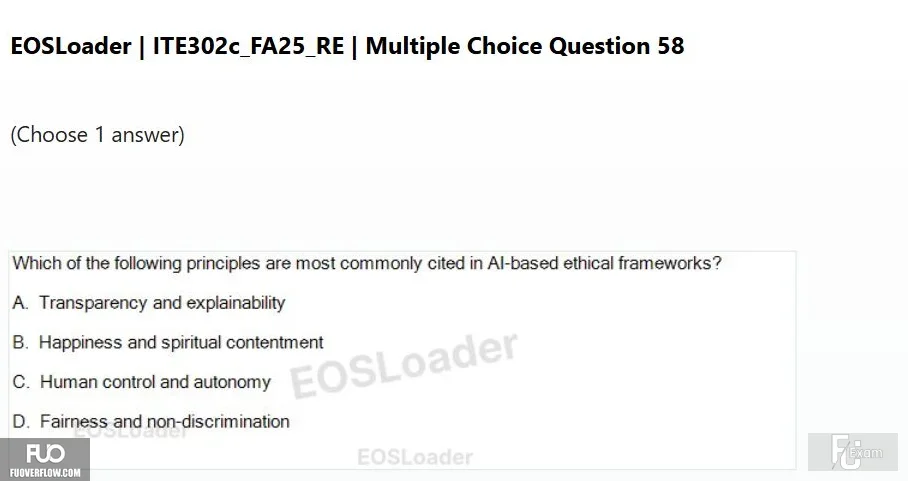 EOSLoader | ITE302c_FA25_RE | Multiple Choice Question 58
(Choose 1 answer)
Which of the following principles are most commonly cited in AI-based ethical frameworks?
A. Transparency and explainability
B. Happiness and spiritual contentment
C. Human control and autonomy
D. Fairness and non-discrimination
EOSLoader
EOSLoader
EOSLoader
FUO
FUOVERFLOW.COM
Exam